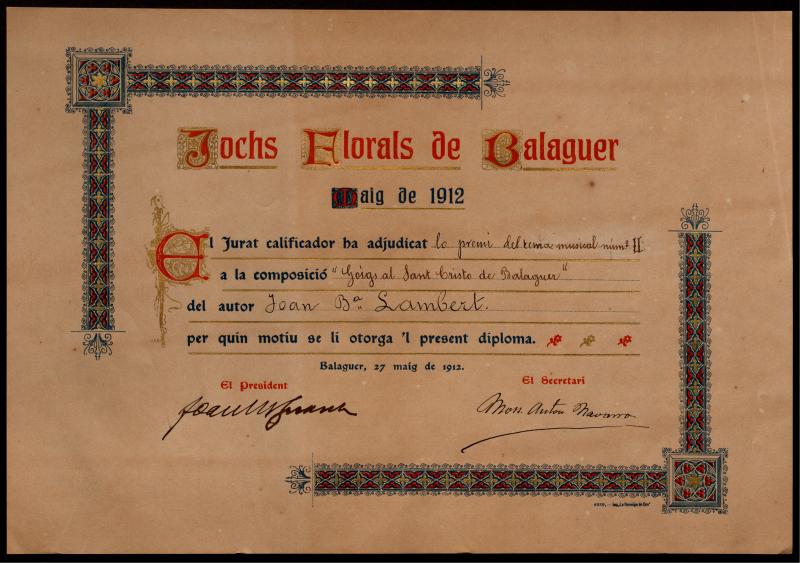 Jochs Florals de Balaguer
Maig de 1912
El Jurat calificador ha adjudicat lo premi del tema musical num.º II
a la composició "Goigs al Sant Cristo de Balaguer"
del autor Joan Bª Lambert.
per quin motiu se li otorga 'l present diploma.
Balaguer, 27 maig de 1912.
El President
El Secretari
Mossn. Anton Navarro